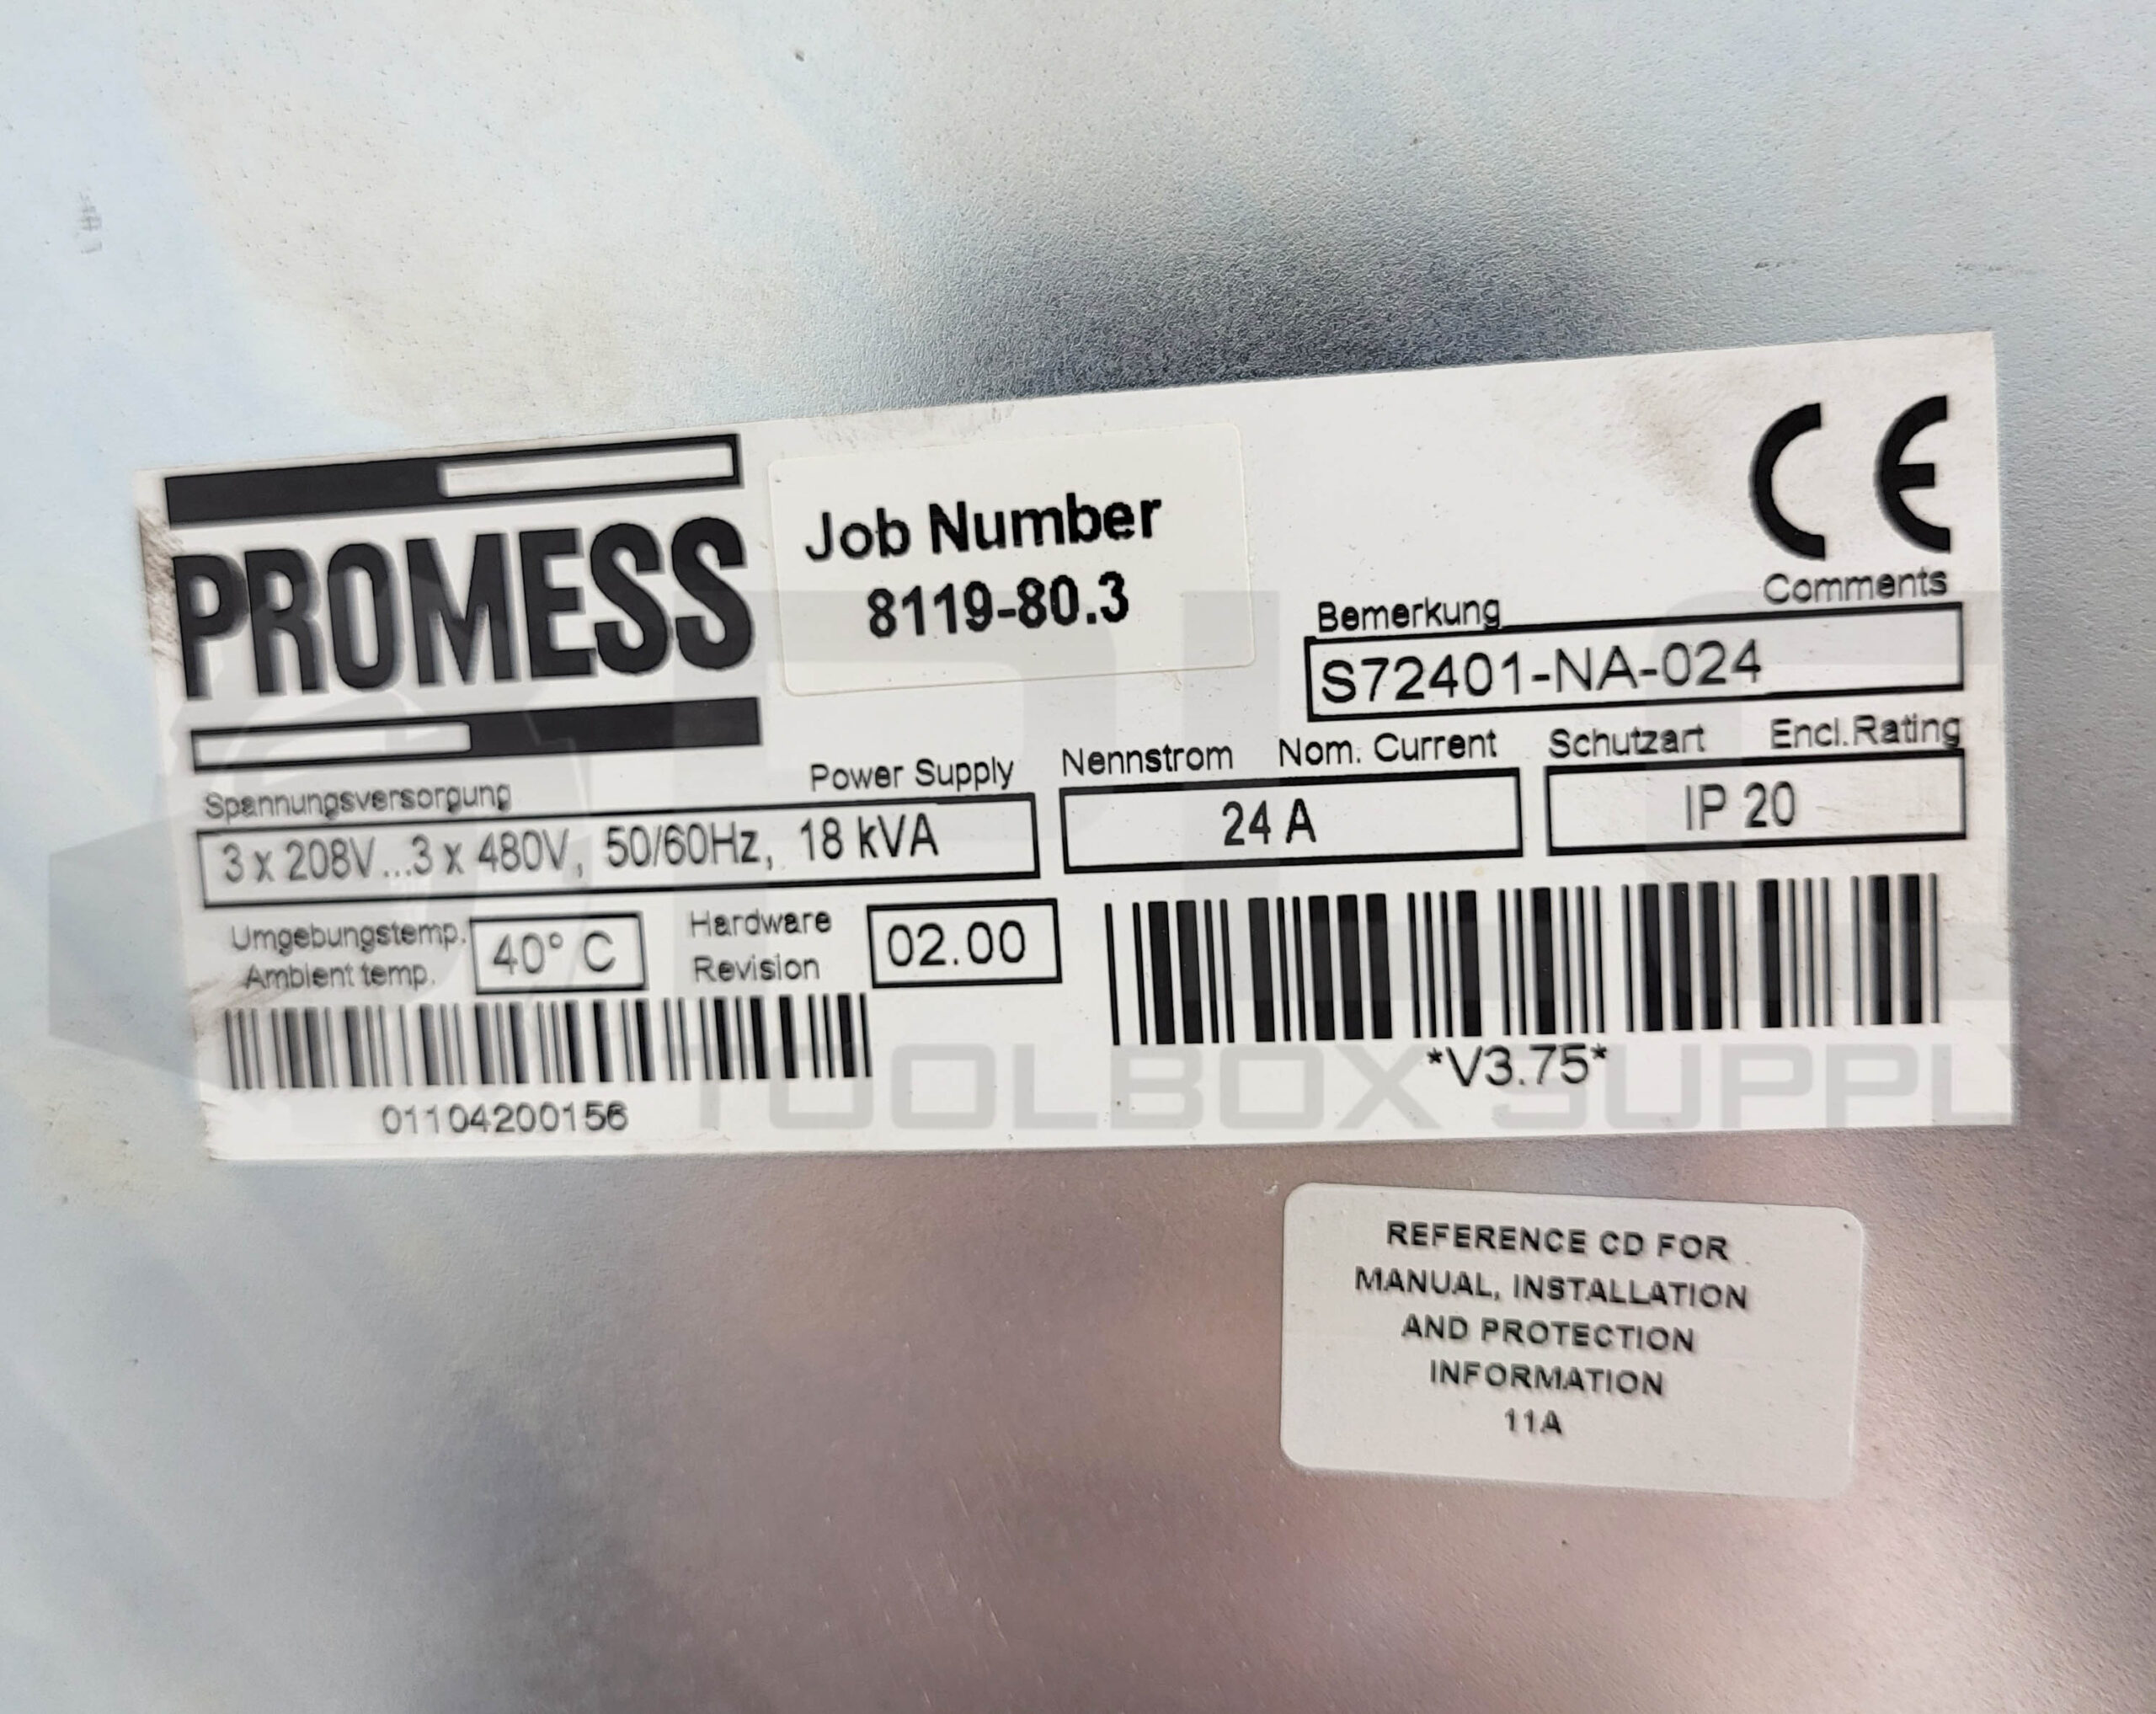 PROMESS
Job Number
8119-80.3
CE
Bemerkung Comments
S72401-NA-024
Spannungsversorgung Power Supply
3 x 208V...3 x 480V, 50/60Hz, 18 kVA
Nennstrom Nom. Current
24 A
Schutzart Encl.Rating
IP 20
Umgebungstemp.
Ambient temp.
40° C
Hardware
Revision
02.00
01104200156
*V3.75*
TOOLBOX SUPPLY
REFERENCE CD FOR
MANUAL, INSTALLATION
AND PROTECTION
INFORMATION
11A